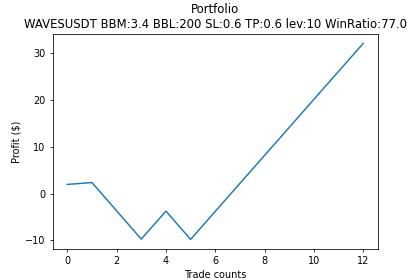 Portfolio
WAVESUSDT BBM:3.4 BBL:200 SL:0.6 TP:0.6 lev:10 WinRatio:77.0
30
20
10
0
−10
Profit ($)
0 2 4 6 8 10 12
Trade counts